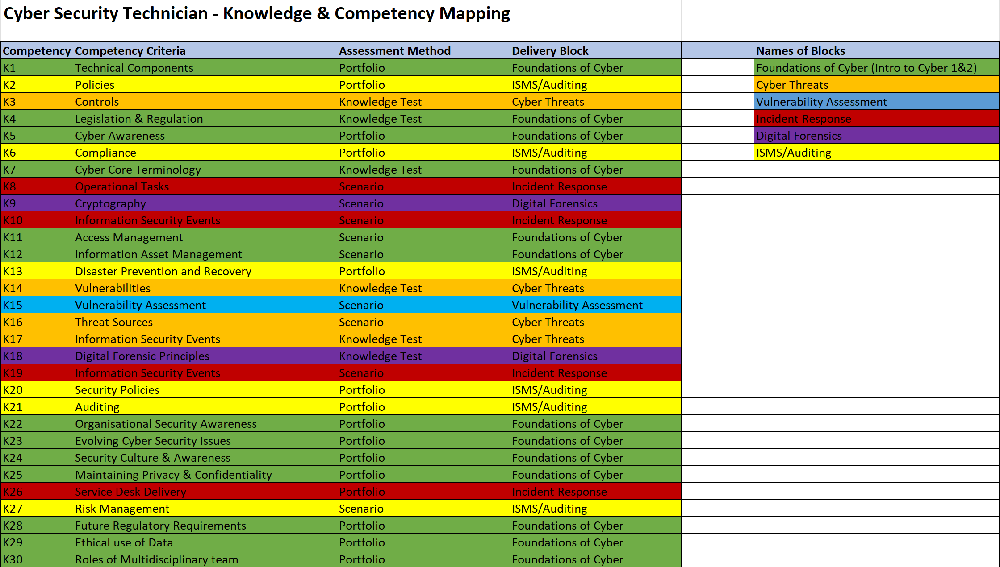 Cyber Security Technician - Knowledge & Competency Mapping
Competency Competency Criteria Assessment Method Delivery Block Names of Blocks
K1 Technical Components Portfolio Foundations of Cyber Foundations of Cyber (Intro to Cyber 1&2)
K2 Policies Portfolio ISMS/Auditing Cyber Threats
K3 Controls Knowledge Test Cyber Threats Vulnerability Assessment
K4 Legislation & Regulation Knowledge Test Foundations of Cyber Incident Response
K5 Cyber Awareness Portfolio Foundations of Cyber Digital Forensics
K6 Compliance Portfolio ISMS/Auditing ISMS/Auditing
K7 Cyber Core Terminology Knowledge Test Foundations of Cyber
K8 Operational Tasks Scenario Incident Response
K9 Cryptography Scenario Digital Forensics
K10 Information Security Events Scenario Incident Response
K11 Access Management Scenario Foundations of Cyber
K12 Information Asset Management Scenario Foundations of Cyber
K13 Disaster Prevention and Recovery Portfolio ISMS/Auditing
K14 Vulnerabilities Knowledge Test Cyber Threats
K15 Vulnerability Assessment Scenario Vulnerability Assessment
K16 Threat Sources Scenario Cyber Threats
K17 Information Security Events Knowledge Test Cyber Threats
K18 Digital Forensic Principles Knowledge Test Digital Forensics
K19 Information Security Events Scenario Incident Response
K20 Security Policies Portfolio ISMS/Auditing
K21 Auditing Portfolio ISMS/Auditing
K22 Organisational Security Awareness Portfolio Foundations of Cyber
K23 Evolving Cyber Security Issues Portfolio Foundations of Cyber
K24 Security Culture & Awareness Portfolio Foundations of Cyber
K25 Maintaining Privacy & Confidentiality Portfolio Foundations of Cyber
K26 Service Desk Delivery Portfolio Incident Response
K27 Risk Management Scenario ISMS/Auditing
K28 Future Regulatory Requirements Portfolio Foundations of Cyber
K29 Ethical use of Data Portfolio Foundations of Cyber
K30 Roles of Multidisciplinary team Portfolio Foundations of Cyber